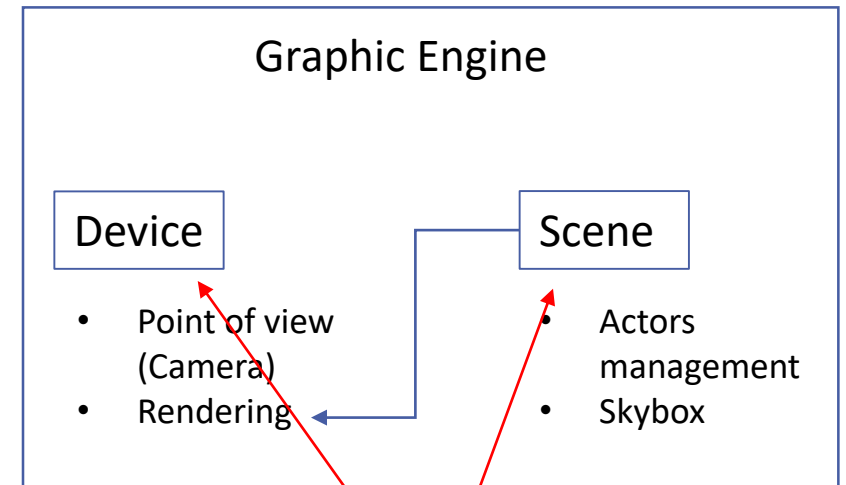 Graphic Engine
Device
• Point of view
(Camera)
• Rendering
Scene
• Actors
management
• Skybox